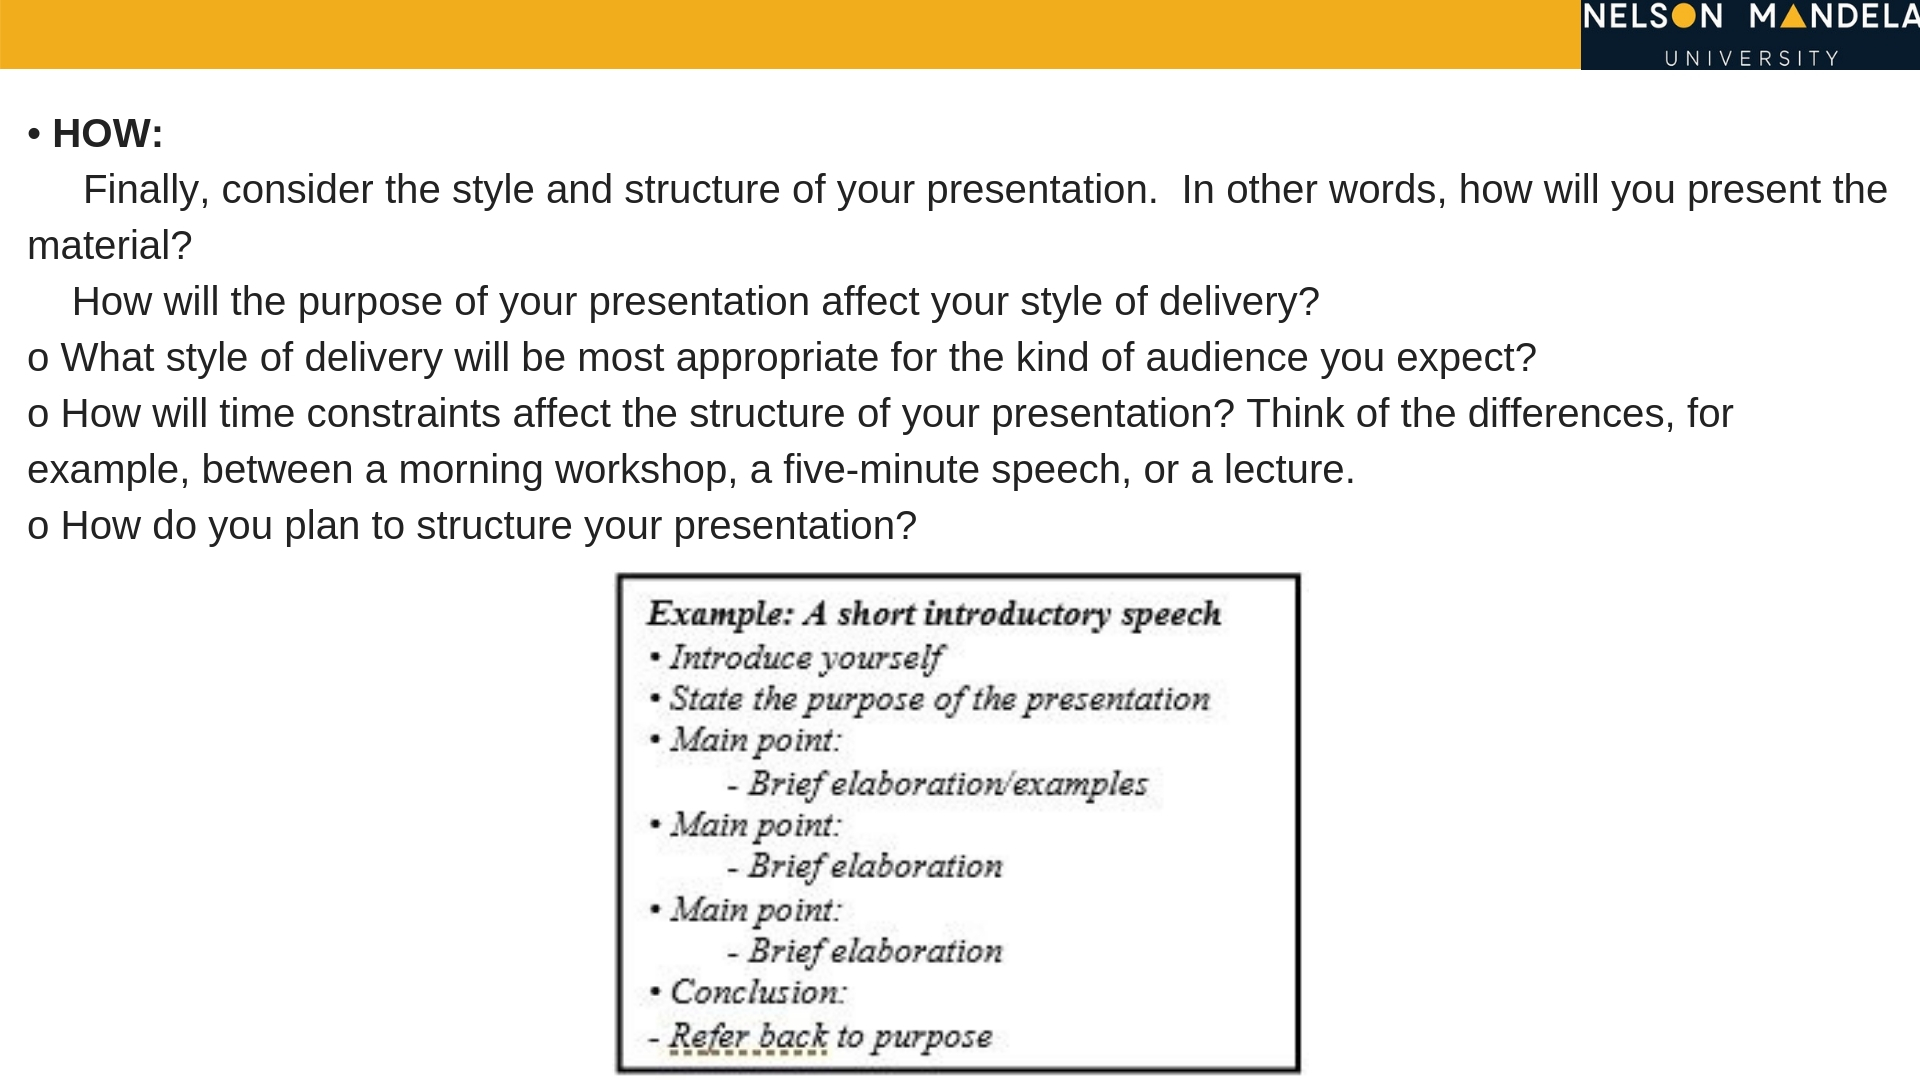 NELSON MANDELA
UNIVERSITY
• HOW:
Finally, consider the style and structure of your presentation.  In other words, how will you present the
material?
How will the purpose of your presentation affect your style of delivery?
o What style of delivery will be most appropriate for the kind of audience you expect?
o How will time constraints affect the structure of your presentation? Think of the differences, for
example, between a morning workshop, a five-minute speech, or a lecture.
o How do you plan to structure your presentation?
Example: A short introductory speech
• Introduce yourself
• State the purpose of the presentation
• Main point:
- Brief elaboration/examples
• Main point:
- Brief elaboration
• Main point:
- Brief elaboration
• Conclusion:
- Refer back to purpose